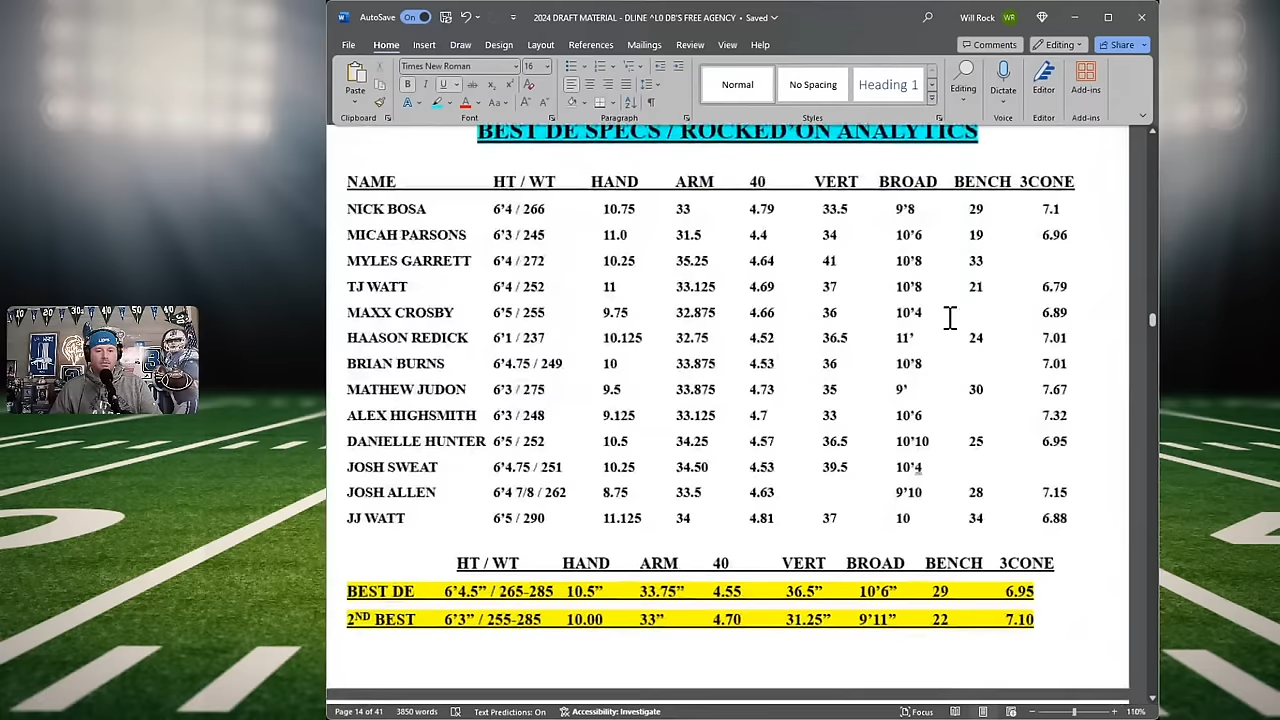 AutoSave On 2024 DRAFT MATERIAL - DLINE ^L0 DB'S FREE AGENCY • Saved Will Rock WR
File Home Insert Draw Design Layout References Mailings Review View Help Comments Editing Share
Paste Times New Roman 16 Normal No Spacing Heading 1 Editing Dictate Editor Add-ins
Clipboard Font Paragraph Styles Voice Editor Add-ins
BEST DE SPECS / ROCKED'ON ANALYTICS
NAME HT / WT HAND ARM 40 VERT BROAD BENCH 3CONE
NICK BOSA 6'4 / 266 10.75 33 4.79 33.5 9'8 29 7.1
MICAH PARSONS 6'3 / 245 11.0 31.5 4.4 34 10'6 19 6.96
MYLES GARRETT 6'4 / 272 10.25 35.25 4.64 41 10'8 33
TJ WATT 6'4 / 252 11 33.125 4.69 37 10'8 21 6.79
MAXX CROSBY 6'5 / 255 9.75 32.875 4.66 36 10'4 6.89
HAASON REDICK 6'1 / 237 10.125 32.75 4.52 36.5 11' 24 7.01
BRIAN BURNS 6'4.75 / 249 10 33.875 4.53 36 10'8 7.01
MATHEW JUDON 6'3 / 275 9.5 33.875 4.73 35 9' 30 7.67
ALEX HIGHSMITH 6'3 / 248 9.125 33.125 4.7 33 10'6 7.32
DANIELLE HUNTER 6'5 / 252 10.5 34.25 4.57 36.5 10'10 25 6.95
JOSH SWEAT 6'4.75 / 251 10.25 34.50 4.53 39.5 10'4
JOSH ALLEN 6'4 7/8 / 262 8.75 33.5 4.63 9'10 28 7.15
JJ WATT 6'5 / 290 11.125 34 4.81 37 10 34 6.88
HT / WT HAND ARM 40 VERT BROAD BENCH 3CONE
BEST DE 6'4.5" / 265-285 10.5" 33.75" 4.55 36.5" 10'6" 29 6.95
2ND BEST 6'3" / 255-285 10.00 33" 4.70 31.25" 9'11" 22 7.10
Page 14 of 41 3850 words Text Predictions: On Accessibility: Investigate Focus 110%